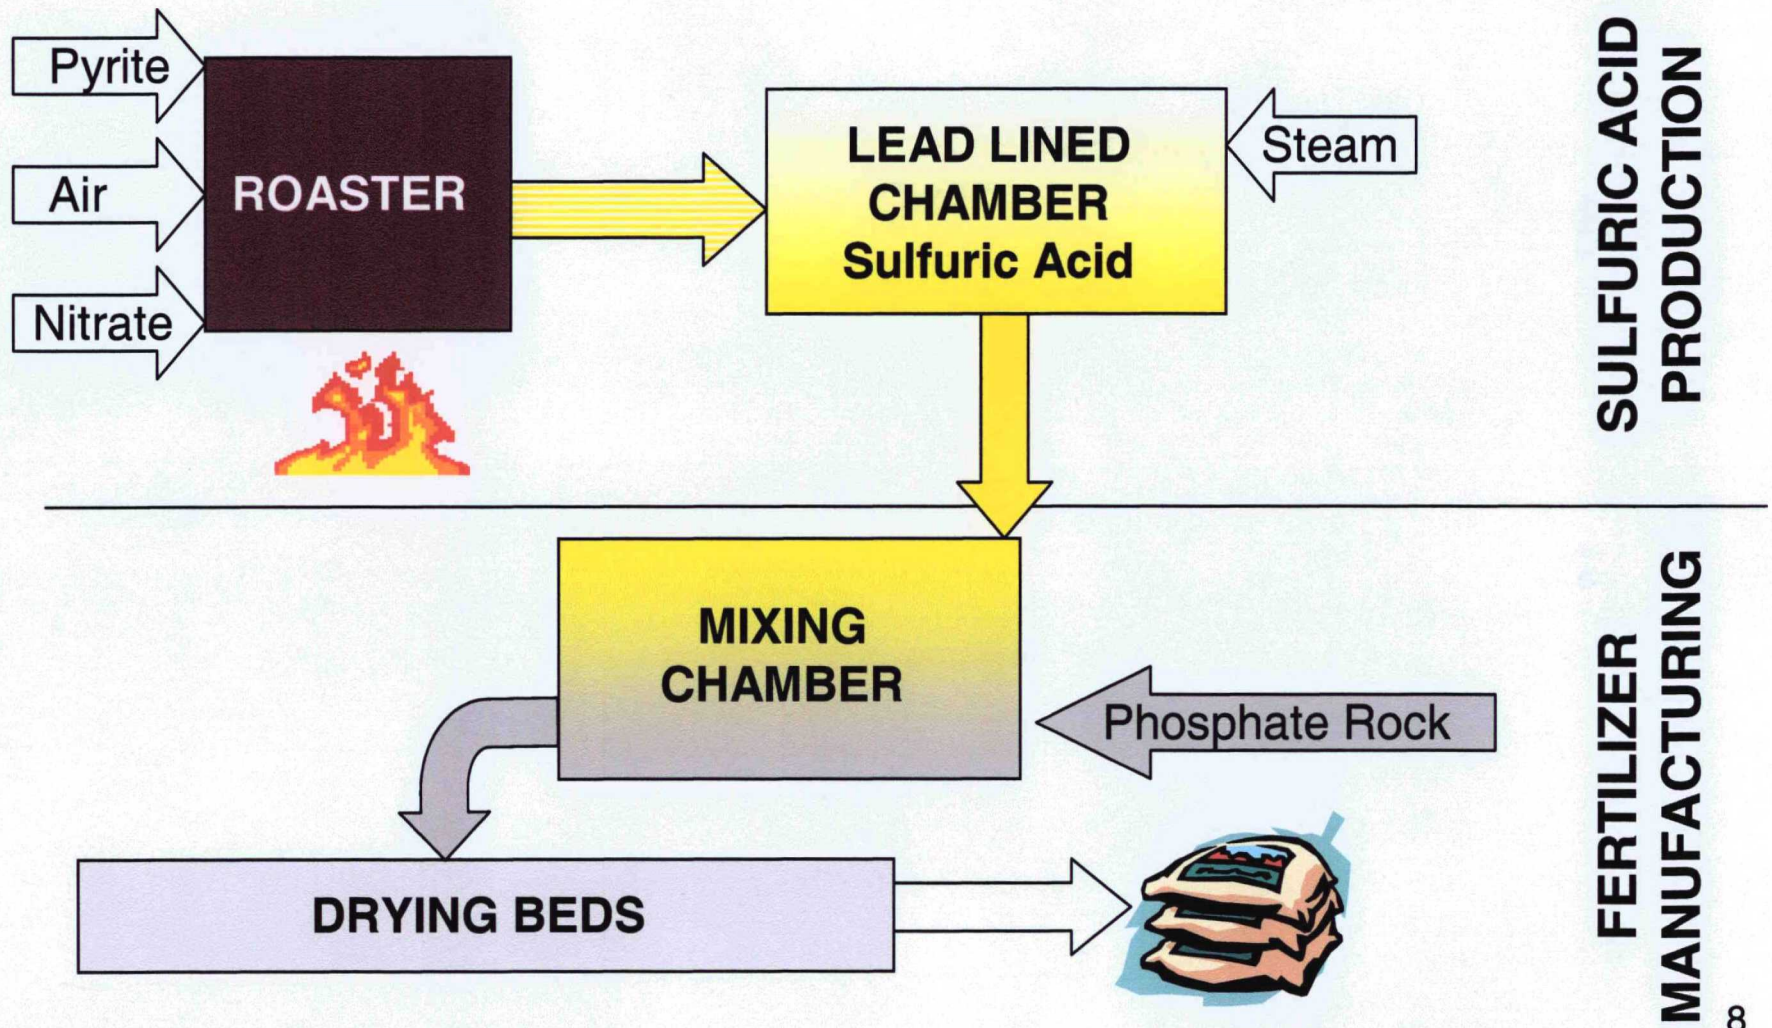 Pyrite
Air
Nitrate
ROASTER
LEAD LINED
CHAMBER
Sulfuric Acid
Steam
SULFURIC ACID
PRODUCTION
MIXING
CHAMBER
Phosphate Rock
DRYING BEDS
FERTILIZER
MANUFACTURING
8